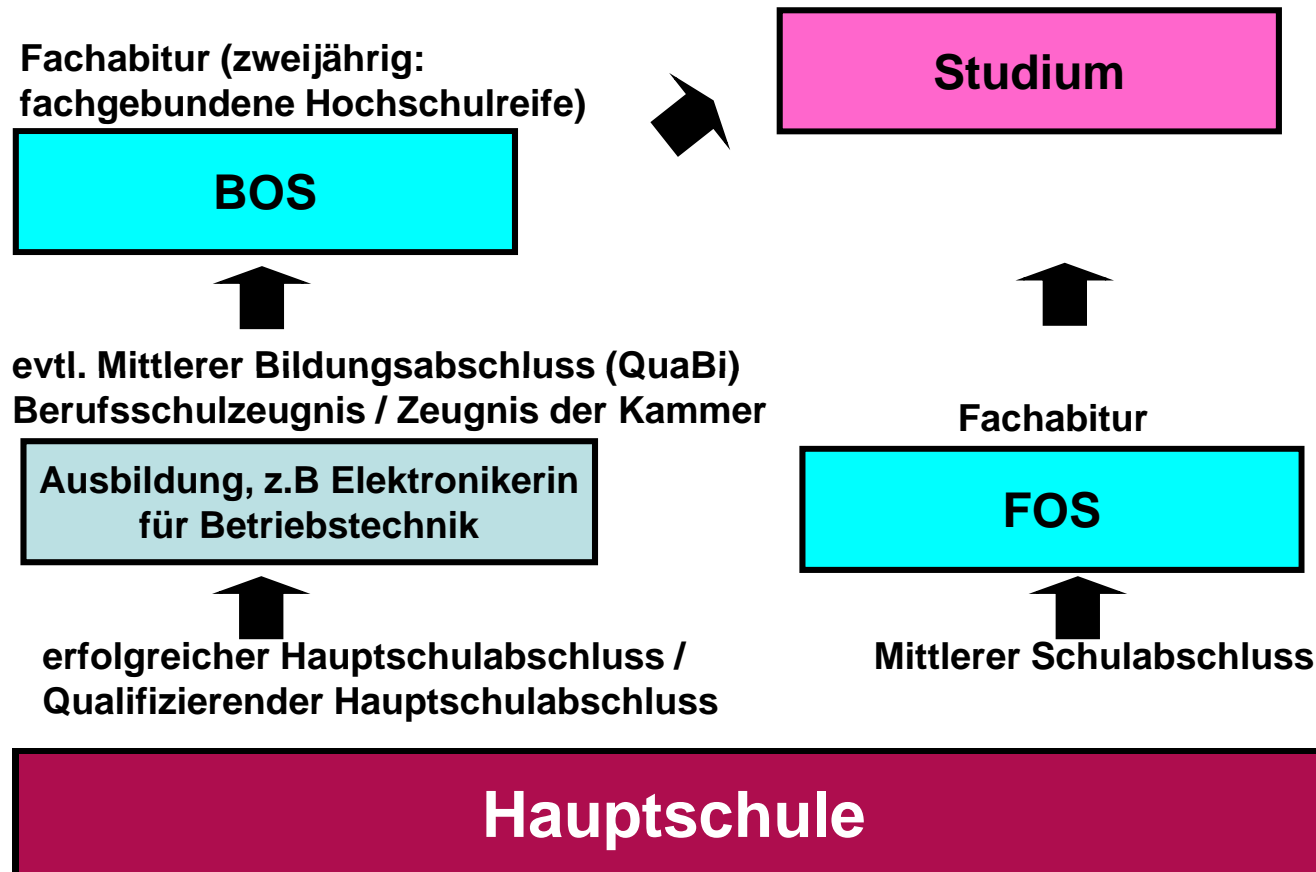 Fachabitur (zweijährig:
fachgebundene Hochschulreife)
Studium
BOS
evtl. Mittlerer Bildungsabschluss (QuaBi)
Berufsschulzeugnis / Zeugnis der Kammer
Fachabitur
Ausbildung, z.B Elektronikerin
für Betriebstechnik
FOS
erfolgreicher Hauptschulabschluss /
Qualifizierender Hauptschulabschluss
Mittlerer Schulabschluss
Hauptschule